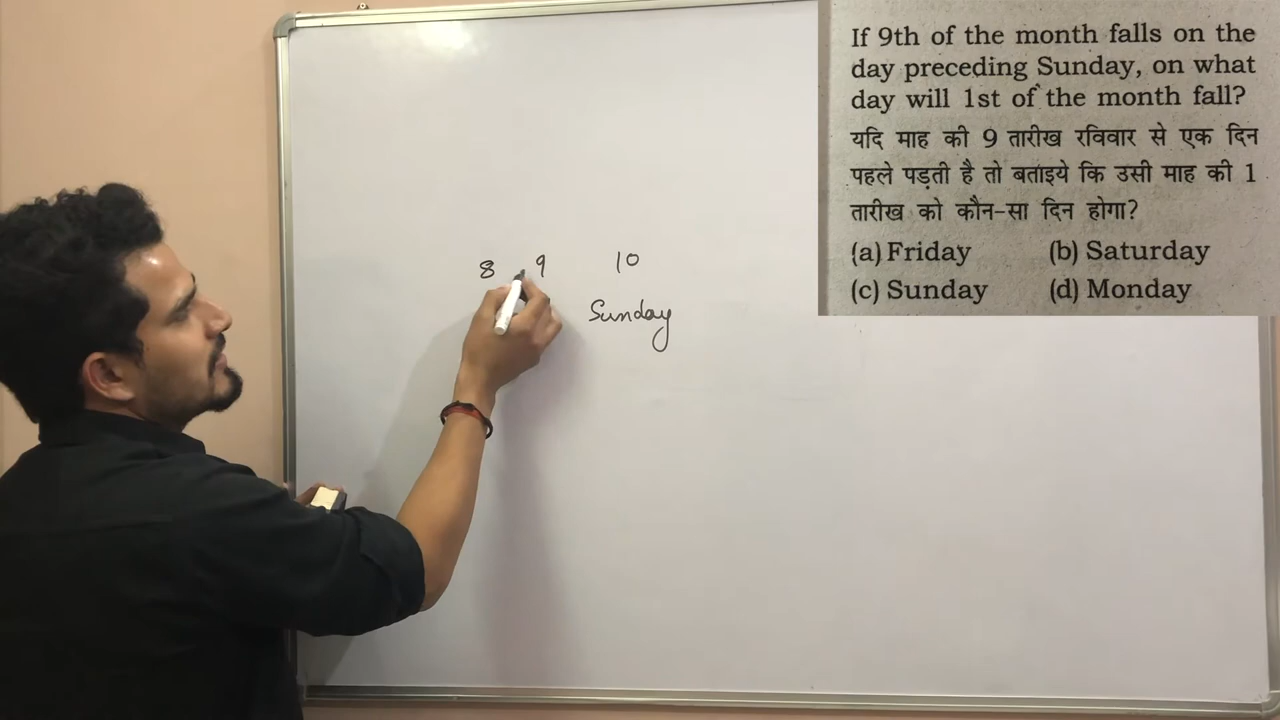 If 9th of the month falls on the
day preceding Sunday, on what
day will 1st of the month fall?
यदि माह की 9 तारीख रविवार से एक दिन
पहले पड़ती है तो बताइये कि उसी माह की 1
तारीख को कौन-सा दिन होगा?
(a) Friday (b) Saturday
(c) Sunday (d) Monday
8 9 10
Sunday